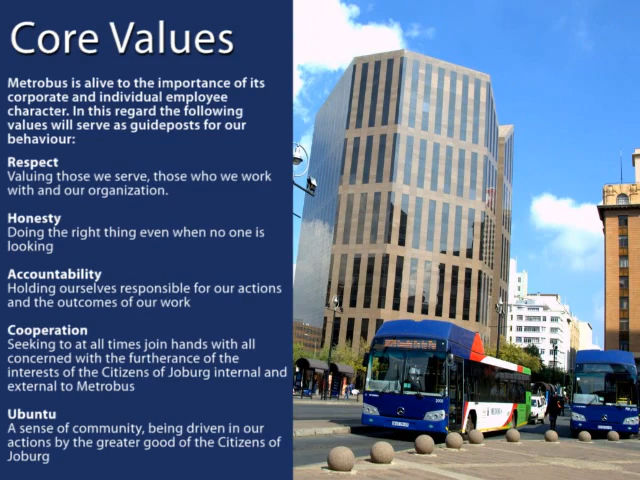 Core Values
Metrobus is alive to the importance of its
corporate and individual employee
character. In this regard the following
values will serve as guideposts for our
behaviour:
Respect
Valuing those we serve, those who we work
with and our organization.
Honesty
Doing the right thing even when no one is
looking
Accountability
Holding ourselves responsible for our actions
and the outcomes of our work
Cooperation
Seeking to at all times join hands with all
concerned with the furtherance of the
interests of the Citizens of Joburg internal and
external to Metrobus
Ubuntu
A sense of community, being driven in our
actions by the greater good of the Citizens of
Joburg